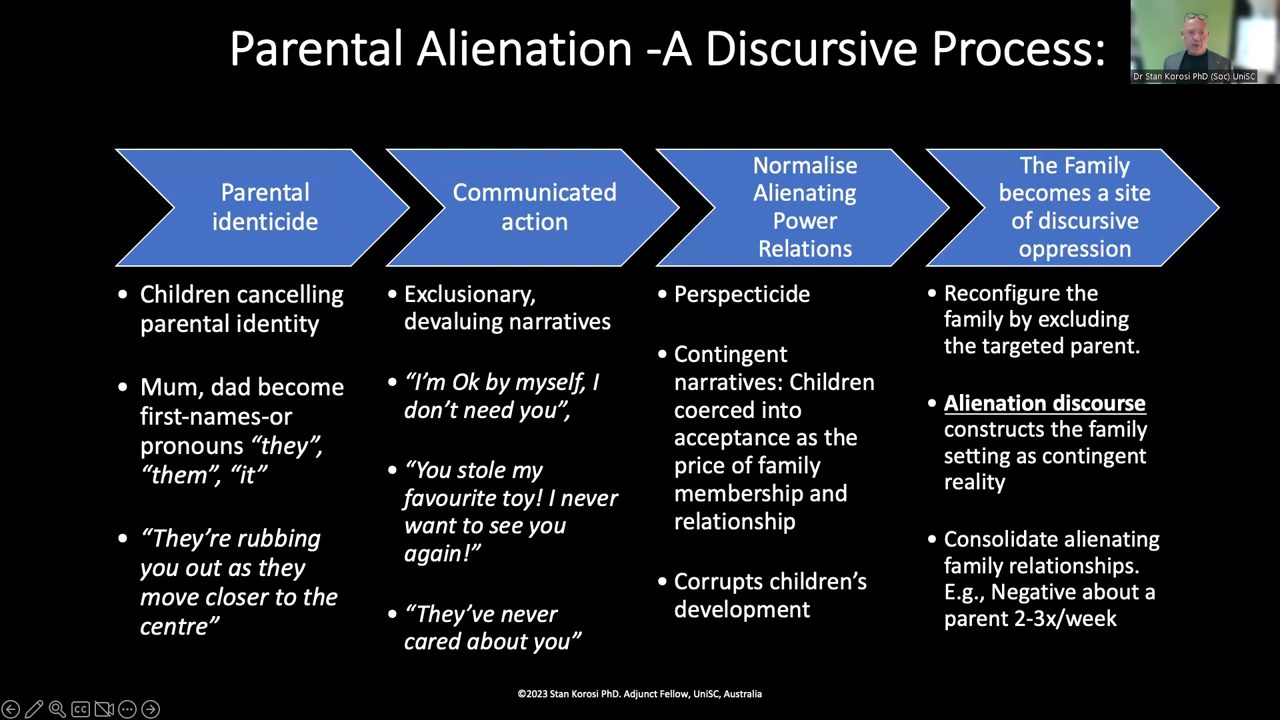 Parental Alienation -A Discursive Process:
Dr Stan Korosi PhD (Soc) UniSC
Parental
identicide
• Children cancelling
parental identity
• Mum, dad become
first-names-or
pronouns “they”,
“them”, “it”
• “They’re rubbing
you out as they
move closer to the
centre”
Communicated
action
• Exclusionary,
devaluing narratives
• “I’m Ok by myself, I
don’t need you”,
• “You stole my
favourite toy! I never
want to see you
again!”
• “They’ve never
cared about you”
Normalise
Alienating
Power
Relations
• Perspecticide
• Contingent
narratives: Children
coerced into
acceptance as the
price of family
membership and
relationship
• Corrupts children’s
development
The Family
becomes a site
of discursive
oppression
• Reconfigure the
family by excluding
the targeted parent.
• Alienation discourse
constructs the family
setting as contingent
reality
• Consolidate alienating
family relationships.
E.g., Negative about a
parent 2-3x/week
©2023 Stan Korosi PhD. Adjunct Fellow, UniSC, Australia
CC